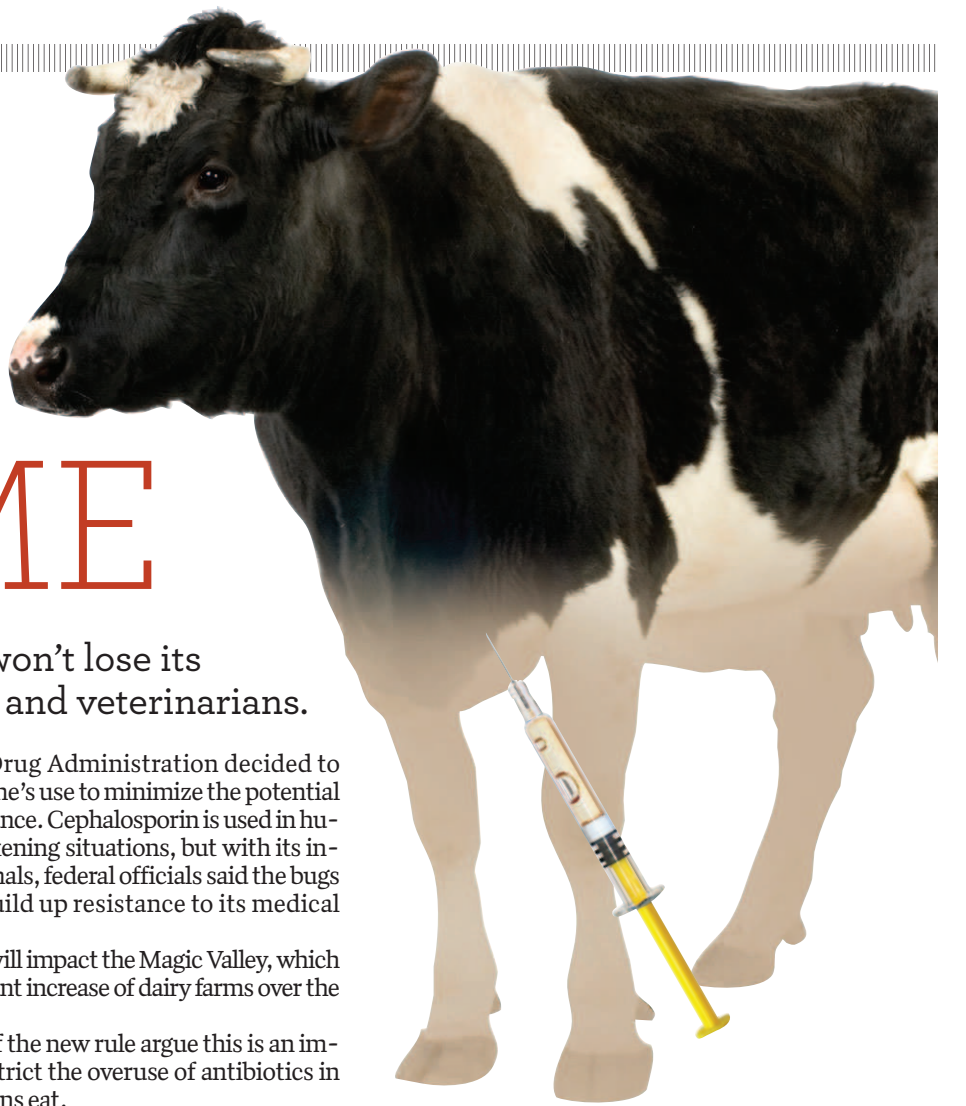 ME
won't lose its
and veterinarians.
Drug Administration decided to
ne's use to minimize the potential
nce. Cephalosporin is used in hu-
ening situations, but with its in-
nals, federal officials said the bugs
uild up resistance to its medical
will impact the Magic Valley, which
nt increase of dairy farms over the
f the new rule argue this is an im-
trict the overuse of antibiotics in
ns eat.